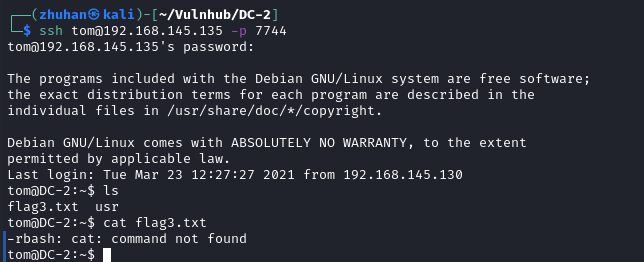 ┌──(zhuhan㉿kali)-[~/Vulnhub/DC-2]
└─$ ssh tom@192.168.145.135 -p 7744
tom@192.168.145.135's password:
The programs included with the Debian GNU/Linux system are free software;
the exact distribution terms for each program are described in the
individual files in /usr/share/doc/*/copyright.
Debian GNU/Linux comes with ABSOLUTELY NO WARRANTY, to the extent
permitted by applicable law.
Last login: Tue Mar 23 12:27:27 2021 from 192.168.145.130
tom@DC-2:~$ ls
flag3.txt  usr
tom@DC-2:~$ cat flag3.txt
-rbash: cat: command not found
tom@DC-2:~$